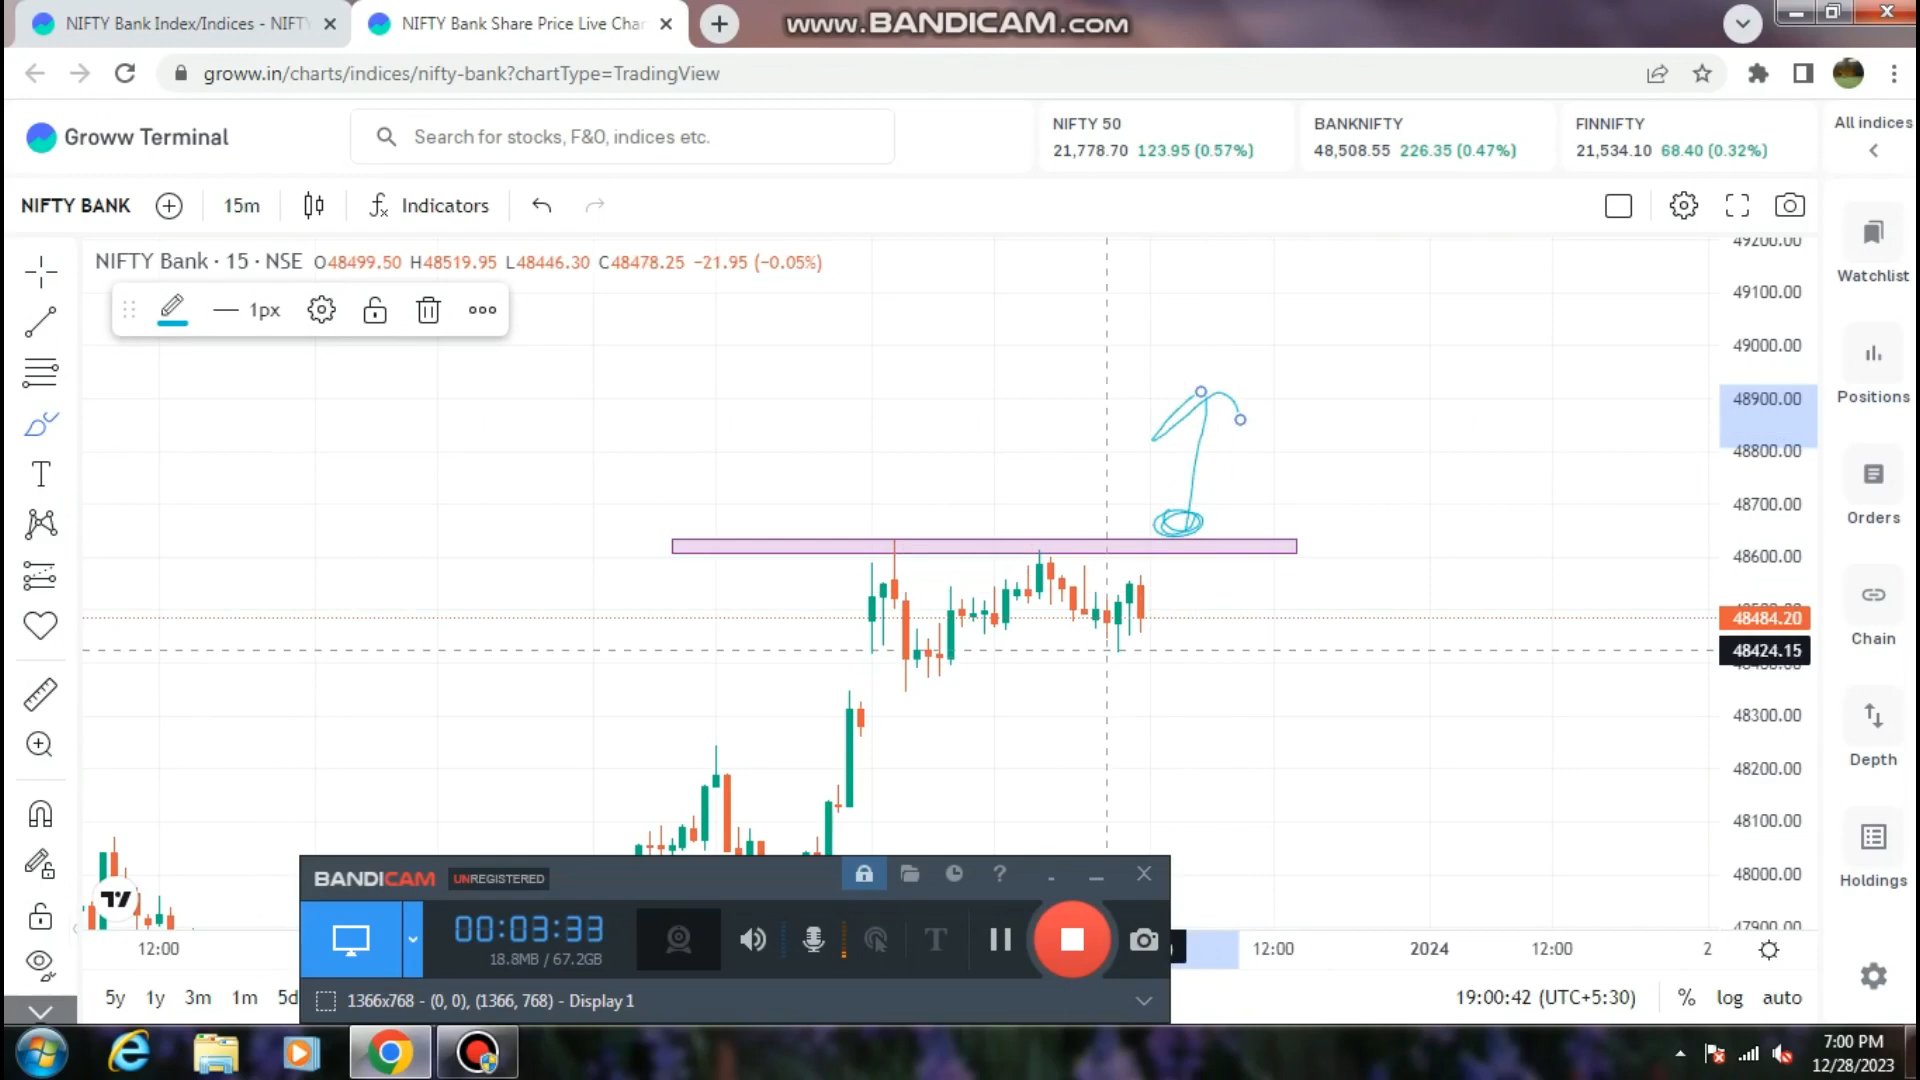 NIFTY Bank Index/Indices - NIFTY
NIFTY Bank Share Price Live Char
www.BANDICAM.com
groww.in/charts/indices/nifty-bank?chartType=TradingView
Groww Terminal
Search for stocks, F&O, indices etc.
NIFTY 50
21,778.70 123.95 (0.57%)
BANKNIFTY
48,508.55 226.35 (0.47%)
FINNIFTY
21,534.10 68.40 (0.32%)
All indices
NIFTY BANK
15m
Indicators
NIFTY Bank · 15 · NSE O48499.50 H48519.95 L48446.30 C48478.25 −21.95 (−0.05%)
1px
49200.00
49100.00
49000.00
48900.00
48800.00
48700.00
48600.00
48484.20
48424.15
48300.00
48200.00
48100.00
48000.00
47900.00
Watchlist
Positions
Orders
Chain
Depth
Holdings
BANDICAM UNREGISTERED
00:03:33
18.8MB / 67.2GB
1366x768 - (0, 0), (1366, 768) - Display 1
12:00
12:00
2024
12:00
2
5y 1y 3m 1m 5d
19:00:42 (UTC+5:30)
% log auto
7:00 PM
12/28/2023